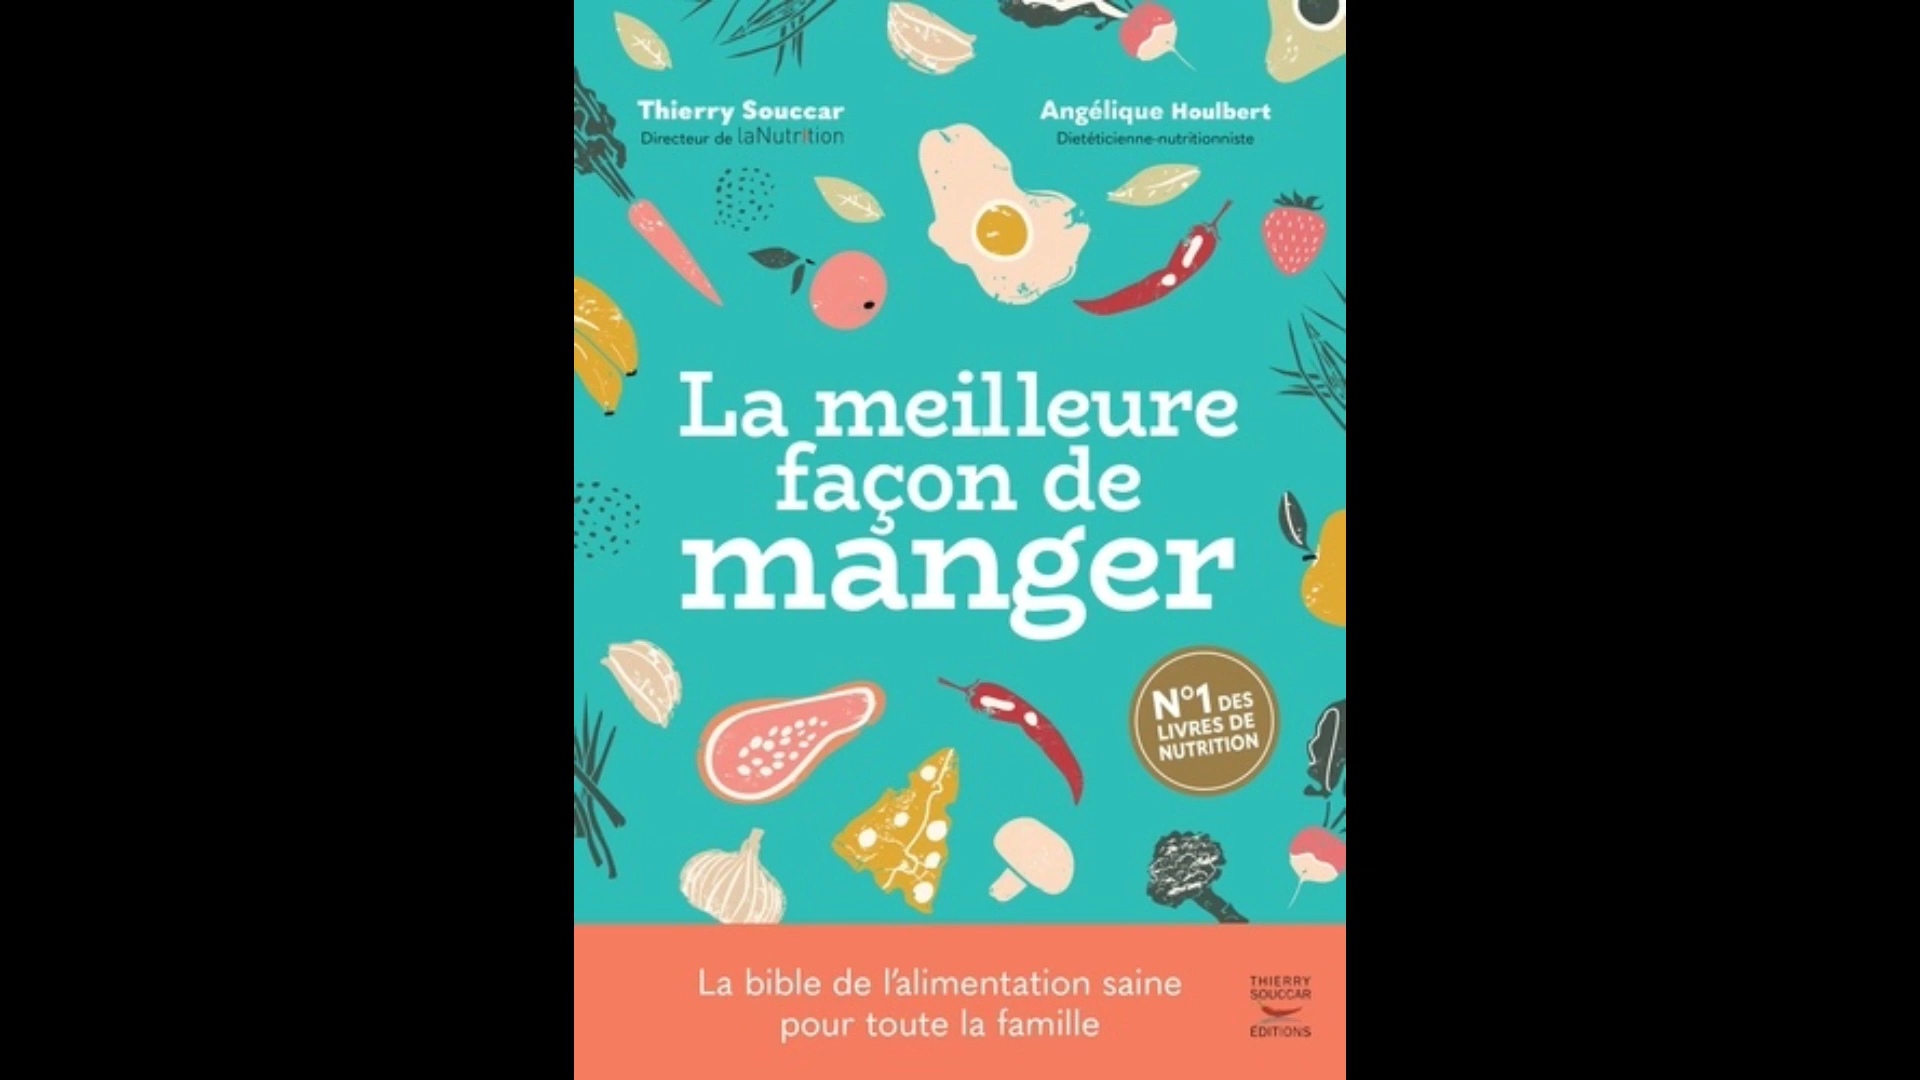 Thierry Souccar
Directeur de laNutrition
Angélique Houlbert
Dietéticienne-nutritionniste
La meilleure
façon de
manger
N°1 DES
LIVRES DE
NUTRITION
La bible de l'alimentation saine
pour toute la famille
THIERRY
SOUCCAR
ÉDITIONS